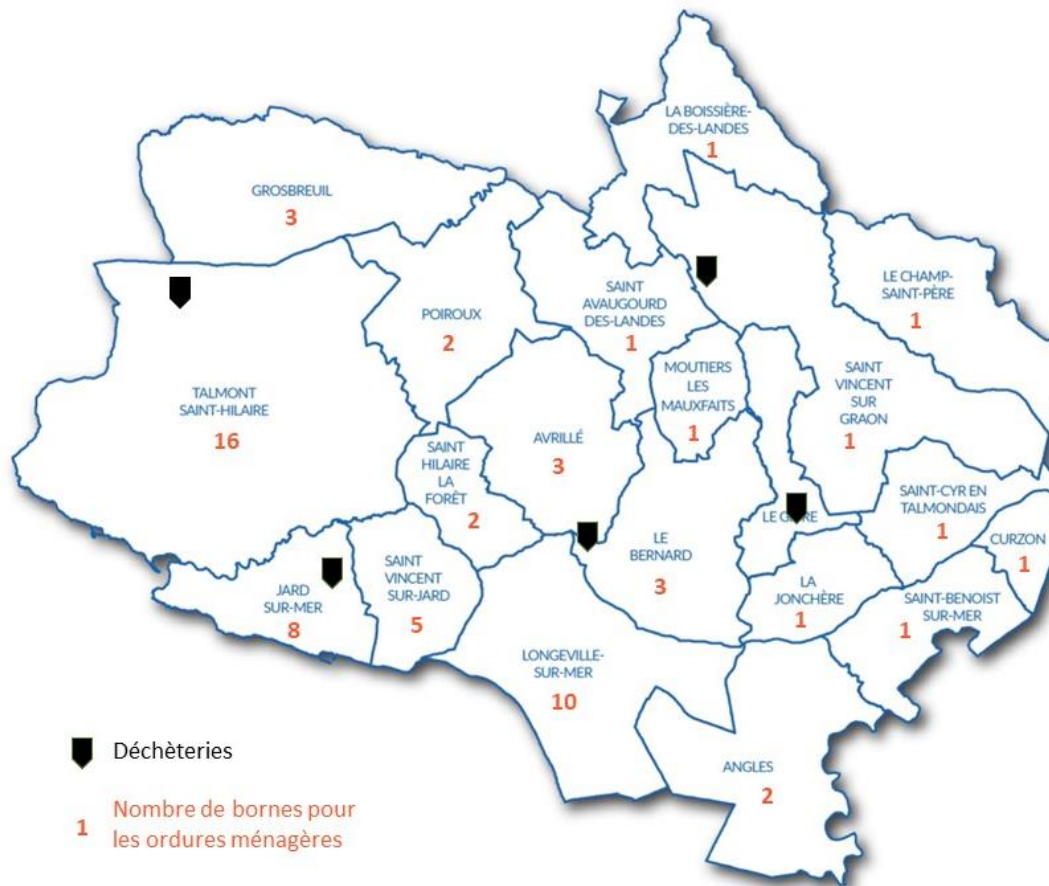 LA BOISSIÈRE-
DES-LANDES
1
GROSBREUIL
3
LE CHAMP-
SAINT-PÈRE
1
SAINT
AVAUGOURD
DES-LANDES
1
POIROUX
2
MOUTIERS
LES
MAUXFAITS
1
SAINT
VINCENT
SUR
GRAON
1
TALMONT
SAINT-HILAIRE
16
AVRILLÉ
3
SAINT
HILAIRE
LA
FORÊT
2
SAINT-CYR EN
TALMONDAIS
1
LE
LE
BERNARD
3
CURZON
1
SAINT
VINCENT
SUR-JARD
5
JARD
SUR-MER
8
LA
JONCHÈRE
1
SAINT-BENOIST
SUR-MER
1
LONGEVILLE-
SUR-MER
10
ANGLES
2
Déchèteries
1 Nombre de bornes pour
les ordures ménagères